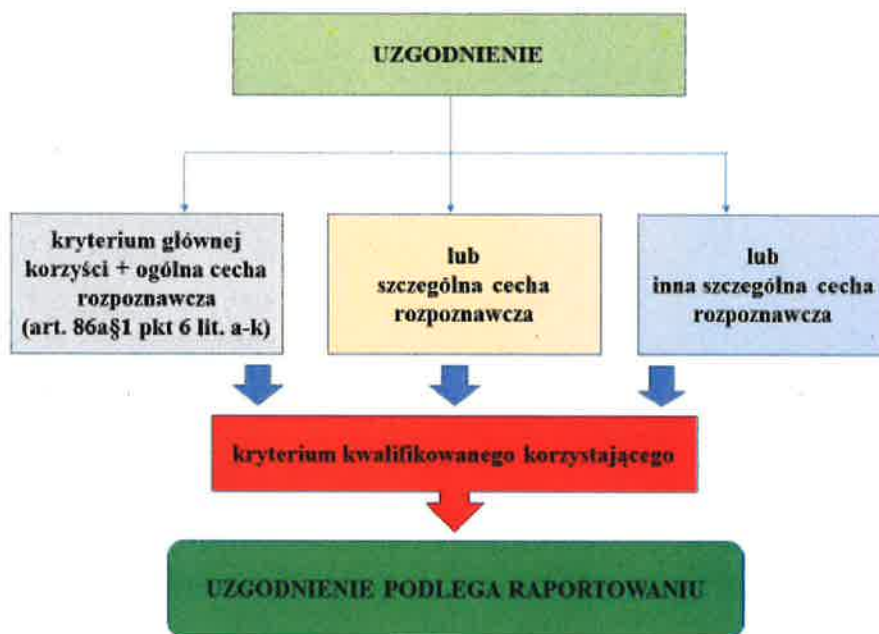 UZGODNIENIE
kryterium głównej
korzyści + ogólna cecha
rozpoznawcza
(art. 86a§1 pkt 6 lit. a-k)
lub
szczególna cecha
rozpoznawcza
lub
inna szczególna cecha
rozpoznawcza
kryterium kwalifikowanego korzystającego
UZGODNIENIE PODLEGA RAPORTOWANIU